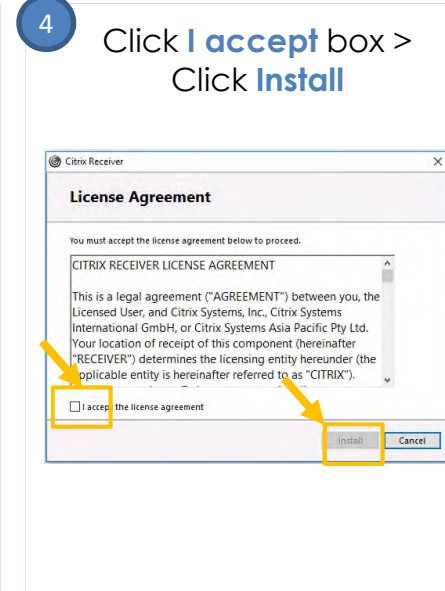 4
Click I accept box >
Click Install
Citrix Receiver
License Agreement
You must accept the license agreement below to proceed.
CITRIX RECEIVER LICENSE AGREEMENT
This is a legal agreement ("AGREEMENT") between you, the
Licensed User, and Citrix Systems, Inc., Citrix Systems
International GmbH, or Citrix Systems Asia Pacific Pty Ltd.
Your location of receipt of this component (hereinafter
"RECEIVER") determines the licensing entity hereunder (the
applicable entity is hereinafter referred to as "CITRIX").
I accept the license agreement
Install Cancel